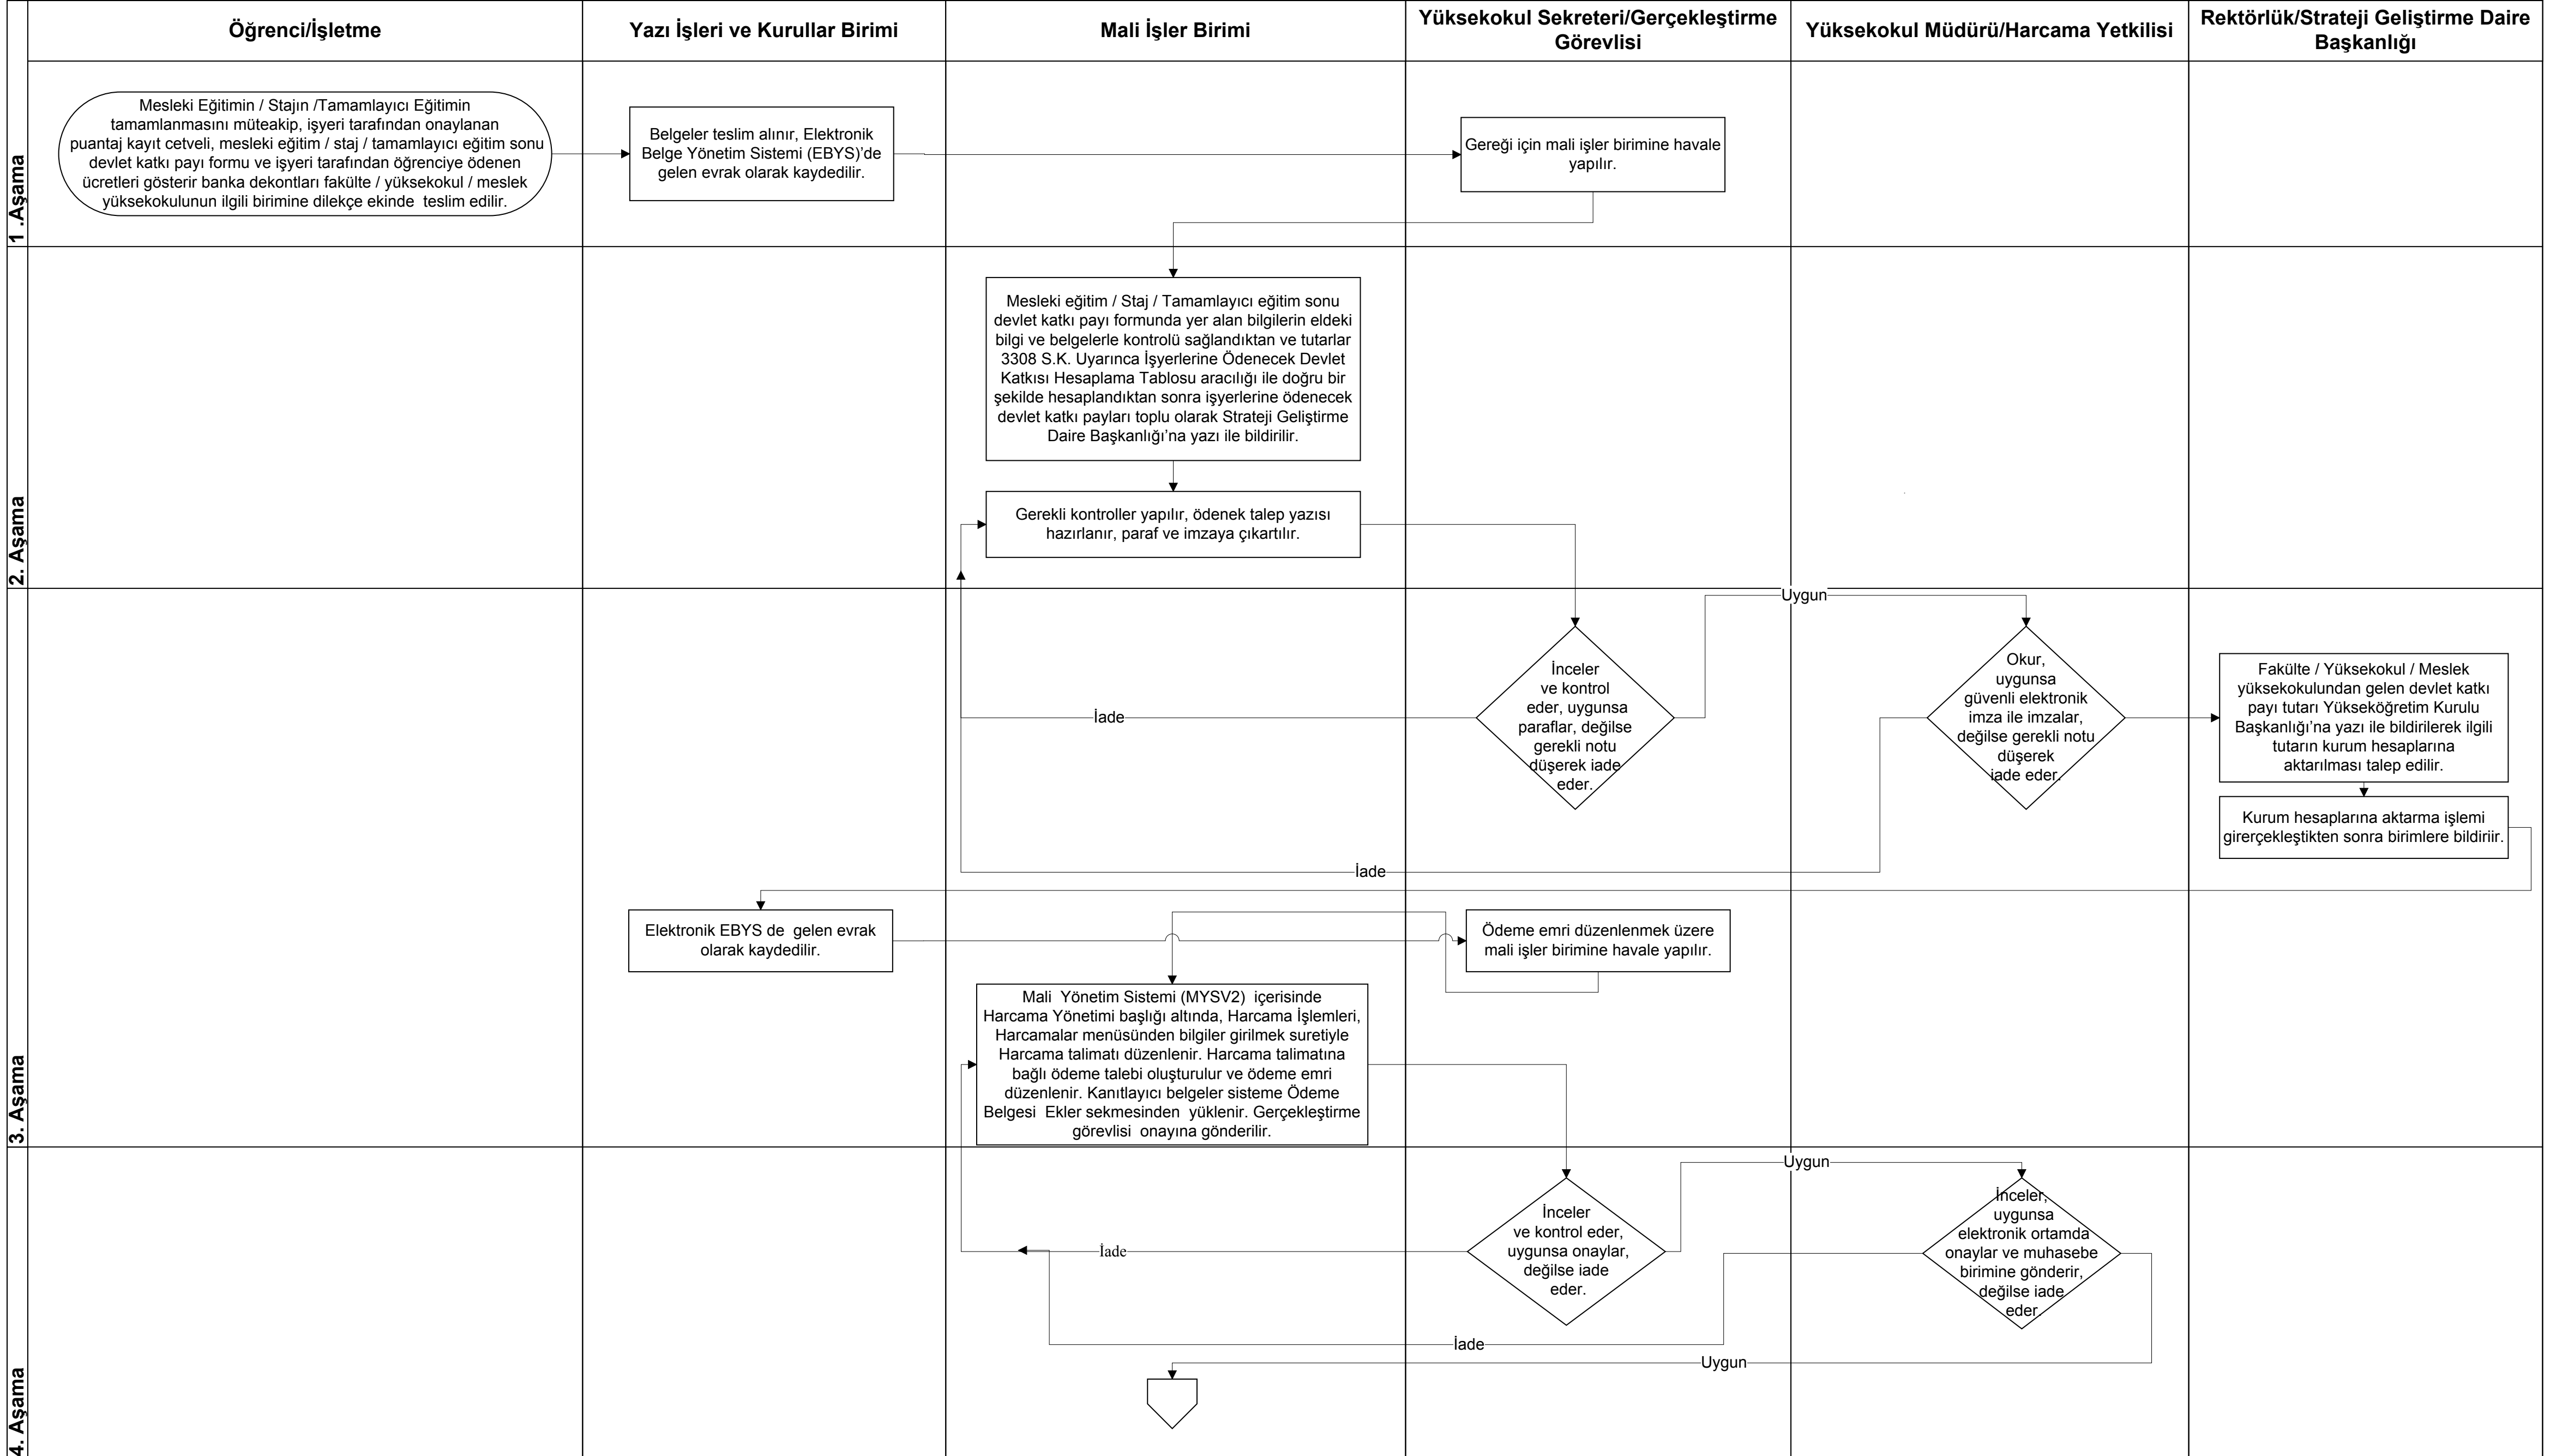 Öğrenci/İşletme
Yazı İşleri ve Kurullar Birimi
Mali İşler Birimi
Yüksekokul Sekreteri/Gerçekleştirme
Görevlisi
Yüksekokul Müdürü/Harcama Yetkilisi
Rektörlük/Strateji Geliştirme Daire
Başkanlığı
1 .Aşama
Mesleki Eğitimin / Stajın /Tamamlayıcı Eğitimin
tamamlanmasını müteakip, işyeri tarafından onaylanan
puantaj kayıt cetveli, mesleki eğitim / staj / tamamlayıcı eğitim sonu
devlet katkı payı formu ve işyeri tarafından öğrenciye ödenen
ücretleri gösterir banka dekontları fakülte / yüksekokul / meslek
yüksekokulunun ilgili birimine dilekçe ekinde  teslim edilir.
Belgeler teslim alınır, Elektronik
Belge Yönetim Sistemi (EBYS)’de
gelen evrak olarak kaydedilir.
Gereği için mali işler birimine havale
yapılır.
2. Aşama
Mesleki eğitim / Staj / Tamamlayıcı eğitim sonu
devlet katkı payı formunda yer alan bilgilerin eldeki
bilgi ve belgelerle kontrolü sağlandıktan ve tutarlar
3308 S.K. Uyarınca İşyerlerine Ödenecek Devlet
Katkısı Hesaplama Tablosu aracılığı ile doğru bir
şekilde hesaplandıktan sonra işyerlerine ödenecek
devlet katkı payları toplu olarak Strateji Geliştirme
Daire Başkanlığı’na yazı ile bildirilir.
Gerekli kontroller yapılır, ödenek talep yazısı
hazırlanır, paraf ve imzaya çıkartılır.
3. Aşama
Uygun
İade
İnceler
ve kontrol
eder, uygunsa
paraflar, değilse
gerekli notu
düşerek iade
eder.
Okur,
uygunsa
güvenli elektronik
imza ile imzalar,
değilse gerekli notu
düşerek
iade eder.
Fakülte / Yüksekokul / Meslek
yüksekokulundan gelen devlet katkı
payı tutarı Yükseköğretim Kurulu
Başkanlığı’na yazı ile bildirilerek ilgili
tutarın kurum hesaplarına
aktarılması talep edilir.
Kurum hesaplarına aktarma işlemi
girerçekleştikten sonra birimlere bildiriir.
İade
Elektronik EBYS de  gelen evrak
olarak kaydedilir.
Ödeme emri düzenlenmek üzere
mali işler birimine havale yapılır.
Mali  Yönetim Sistemi (MYSV2)  içerisinde
Harcama Yönetimi başlığı altında, Harcama İşlemleri,
Harcamalar menüsünden bilgiler girilmek suretiyle
Harcama talimatı düzenlenir. Harcama talimatına
bağlı ödeme talebi oluşturulur ve ödeme emri
düzenlenir. Kanıtlayıcı belgeler sisteme Ödeme
Belgesi  Ekler sekmesinden  yüklenir. Gerçekleştirme
görevlisi  onayına gönderilir.
4. Aşama
Uygun
İade
İnceler
ve kontrol eder,
uygunsa onaylar,
değilse iade
eder.
İnceler,
uygunsa
elektronik ortamda
onaylar ve muhasebe
birimine gönderir,
değilse iade
eder.
İade
Uygun